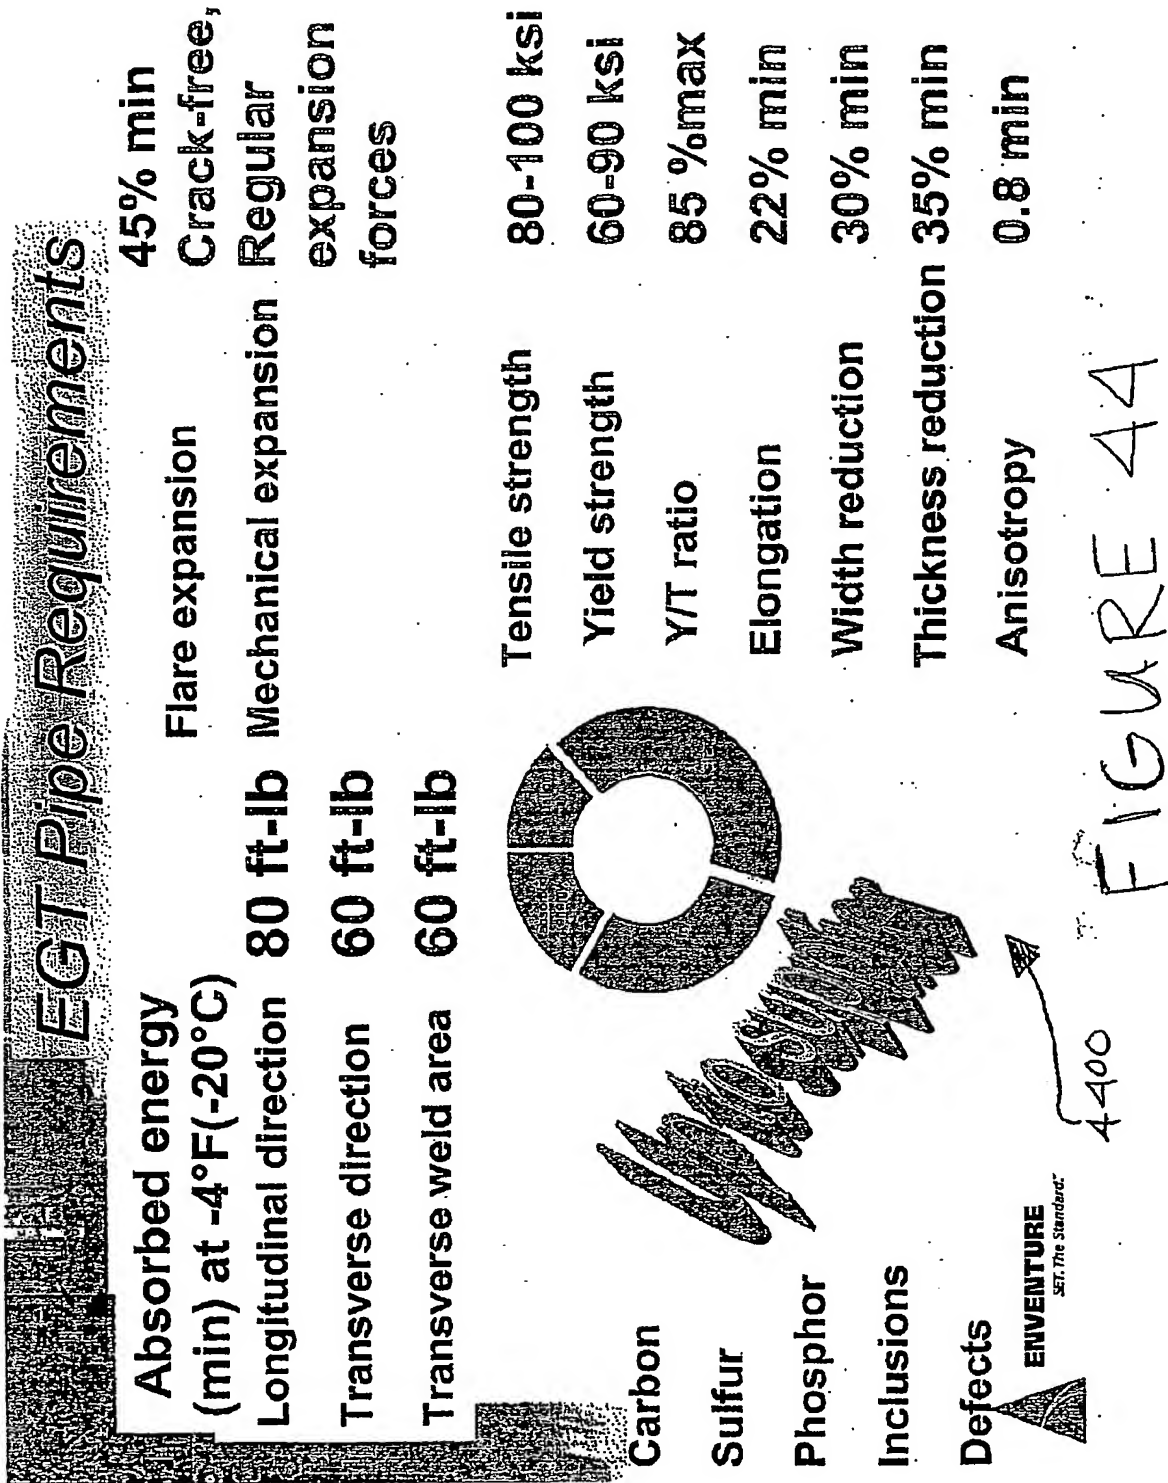 EGT Pipe Requirements
Absorbed energy
(min) at -4°F(-20°C)
Longitudinal direction 80 ft-lb
Transverse direction 60 ft-lb
Transverse weld area 60 ft-lb
Flare expansion 45% min
Mechanical expansion Crack-free,
Regular
expansion
forces
Tensile strength 80-100 ksi
Yield strength 60-90 ksi
Y/T ratio 85 %max
Elongation 22% min
Width reduction 30% min
Thickness reduction 35% min
Anisotropy 0.8 min
Carbon
Sulfur
Phosphor
Inclusions
Defects
ENVENTURE
SET. The Standard.
4400
FIGURE 44